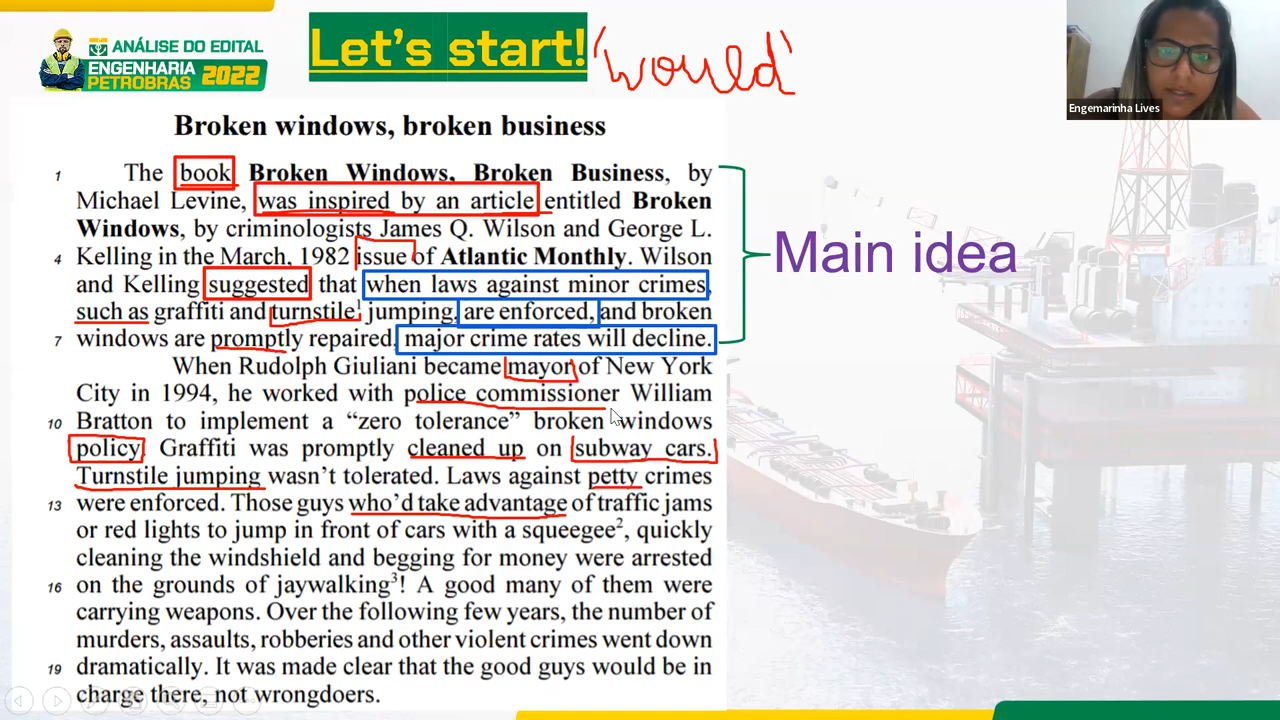 ANÁLISE DO EDITAL
ENGENHARIA
PETROBRAS 2022
Let's start!
'would'
Engemarinha Lives
Broken windows, broken business
1 The book Broken Windows, Broken Business, by
Michael Levine, was inspired by an article entitled Broken
Windows, by criminologists James Q. Wilson and George L.
4 Kelling in the March, 1982 issue of Atlantic Monthly. Wilson
and Kelling suggested that when laws against minor crimes,
such as graffiti and turnstile¹ jumping, are enforced, and broken
7 windows are promptly repaired, major crime rates will decline.
When Rudolph Giuliani became mayor of New York
City in 1994, he worked with police commissioner William
10 Bratton to implement a “zero tolerance” broken windows
policy. Graffiti was promptly cleaned up on subway cars.
Turnstile jumping wasn't tolerated. Laws against petty crimes
13 were enforced. Those guys who'd take advantage of traffic jams
or red lights to jump in front of cars with a squeegee², quickly
cleaning the windshield and begging for money were arrested
16 on the grounds of jaywalking³! A good many of them were
carrying weapons. Over the following few years, the number of
murders, assaults, robberies and other violent crimes went down
19 dramatically. It was made clear that the good guys would be in
charge there, not wrongdoers.
Main idea